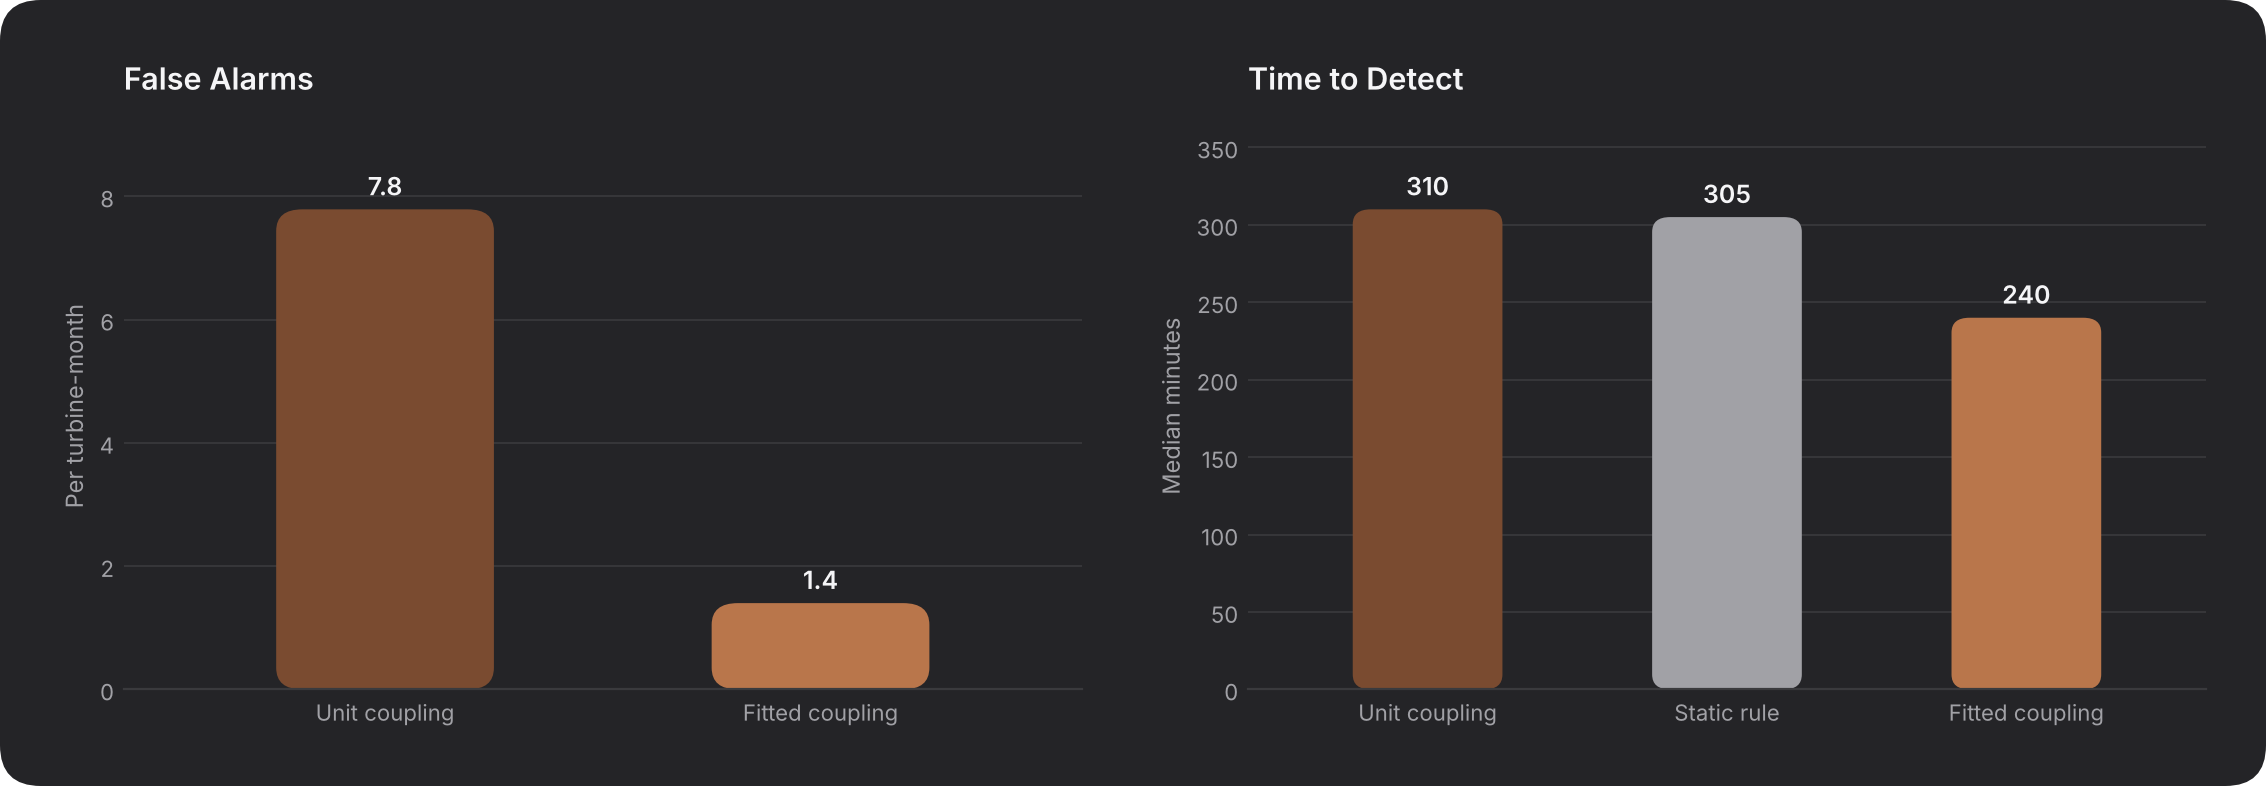 False Alarms
Per turbine-month
8
6
4
2
0
7.8
1.4
Unit coupling
Fitted coupling
Time to Detect
Median minutes
350
300
250
200
150
100
50
0
310
305
240
Unit coupling
Static rule
Fitted coupling